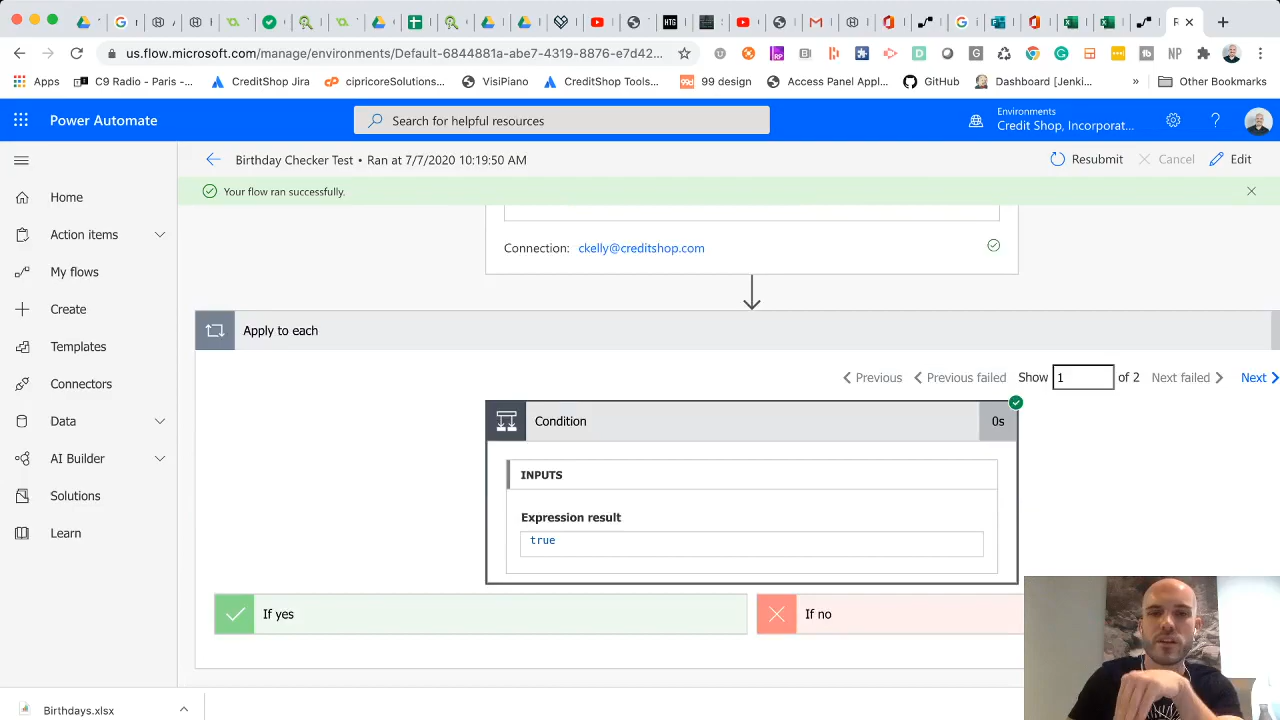 us.flow.microsoft.com/manage/environments/Default-6844881a-abe7-4319-8876-e7d42...
Apps
C9 Radio - Paris -...
CreditShop Jira
cipricoreSolutions...
VisiPiano
CreditShop Tools...
99 design
Access Panel Appl...
GitHub
Dashboard [Jenki...
»
Other Bookmarks
Power Automate
Search for helpful resources
Environments
Credit Shop, Incorporat...
Birthday Checker Test • Ran at 7/7/2020 10:19:50 AM
Resubmit
Cancel
Edit
Your flow ran successfully.
Home
Action items
My flows
Create
Templates
Connectors
Data
AI Builder
Solutions
Learn
Connection: ckelly@creditshop.com
Apply to each
Previous
Previous failed
Show 1 of 2
Next failed
Next
Condition
0s
INPUTS
Expression result
true
If yes
If no
Birthdays.xlsx